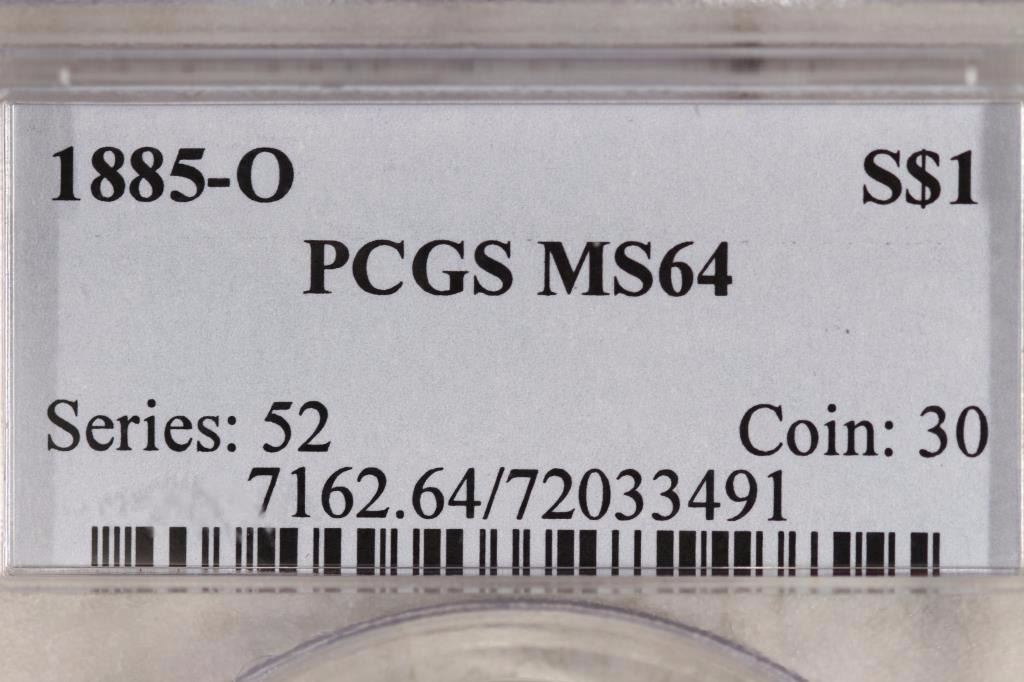 1885-O S$1
PCGS MS64
Series: 52 Coin: 30
7162.64/72033491